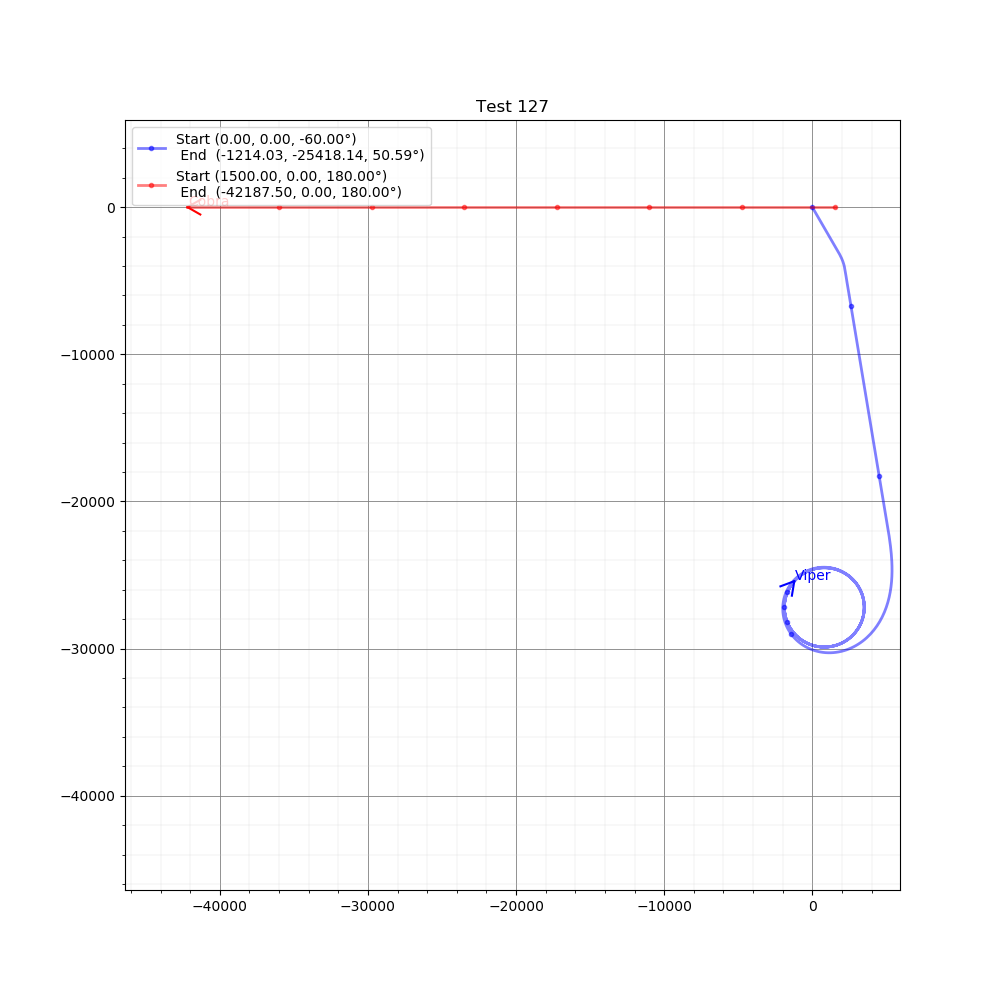 Test 127
Start (0.00, 0.00, -60.00°)
End (-1214.03, -25418.14, 50.59°)
Start (1500.00, 0.00, 180.00°)
End (-42187.50, 0.00, 180.00°)
Viper
0
−10000
−20000
−30000
−40000
−40000 −30000 −20000 −10000 0